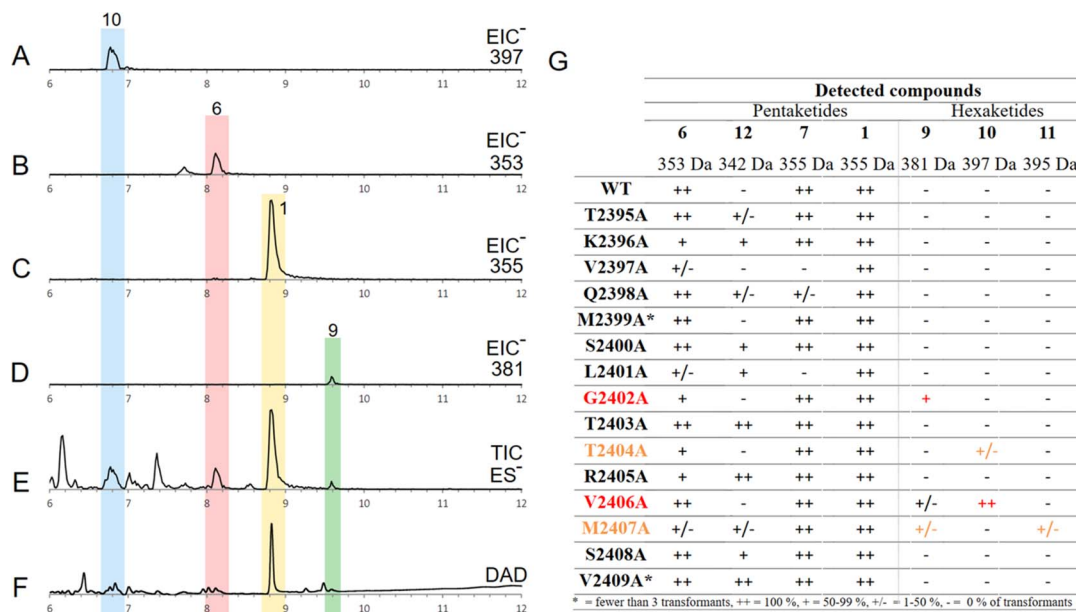 A
10
EIC⁻
397
6 7 8 9 10 11 12
B
6
EIC⁻
353
6 7 8 9 10 11 12
C
1
EIC⁻
355
6 7 8 9 10 11 12
D
9
EIC⁻
381
6 7 8 9 10 11 12
E
TIC
ES⁻
6 7 8 9 10 11 12
F
DAD
6 7 8 9 10 11 12
G
Detected compounds
Pentaketides Hexaketides
6 12 7 1 9 10 11
353 Da 342 Da 355 Da 355 Da 381 Da 397 Da 395 Da
WT ++ - ++ ++ - - -
T2395A ++ +/- ++ ++ - - -
K2396A + + ++ ++ - - -
V2397A +/- - - ++ - - -
Q2398A ++ +/- +/- ++ - - -
M2399A* ++ - ++ ++ - - -
S2400A ++ + ++ ++ - - -
L2401A +/- + - ++ - - -
G2402A + - ++ ++ + - -
T2403A ++ ++ ++ ++ - - -
T2404A + - ++ ++ - +/- -
R2405A + ++ ++ ++ - - -
V2406A ++ - ++ ++ +/- ++ -
M2407A +/- +/- ++ ++ +/- - +/-
S2408A ++ + ++ ++ - - -
V2409A* ++ ++ ++ ++ - - -
* = fewer than 3 transformants, ++ = 100 %, + = 50-99 %, +/- = 1-50 %, - = 0 % of transformants